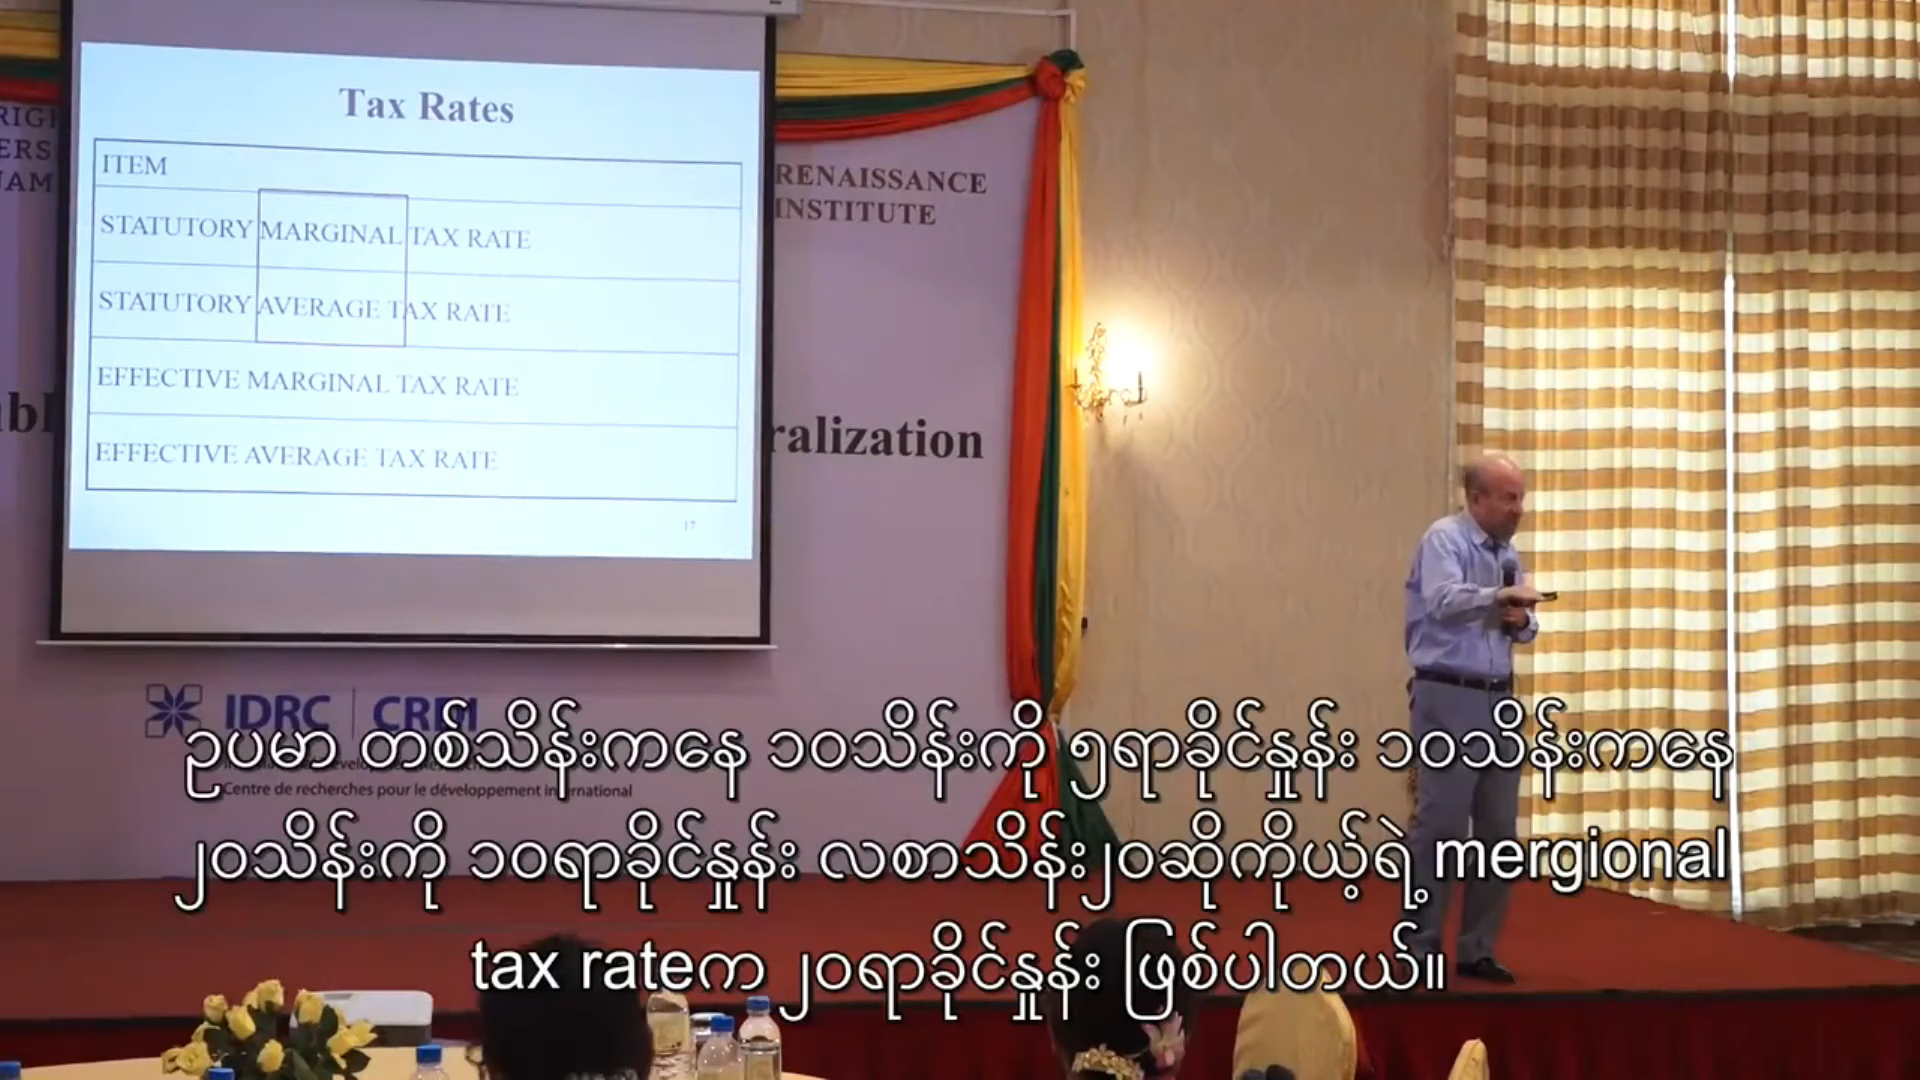 Tax Rates
ITEM
STATUTORY MARGINAL TAX RATE
STATUTORY AVERAGE TAX RATE
EFFECTIVE MARGINAL TAX RATE
EFFECTIVE AVERAGE TAX RATE
17
RENAISSANCE
INSTITUTE
ralization
IDRC | CRDI
Centre de recherches pour le développement international
ဥပမာ တစ်သိန်းကနေ ၁၀သိန်းကို ၅ရာခိုင်နှုန်း ၁၀သိန်းကနေ
၂၀သိန်းကို ၁၀ရာခိုင်နှုန်း လစာသိန်း၂၀ဆိုကိုယ့်ရဲ့ mergional
tax rateက ၂၀ရာခိုင်နှုန်း ဖြစ်ပါတယ်။